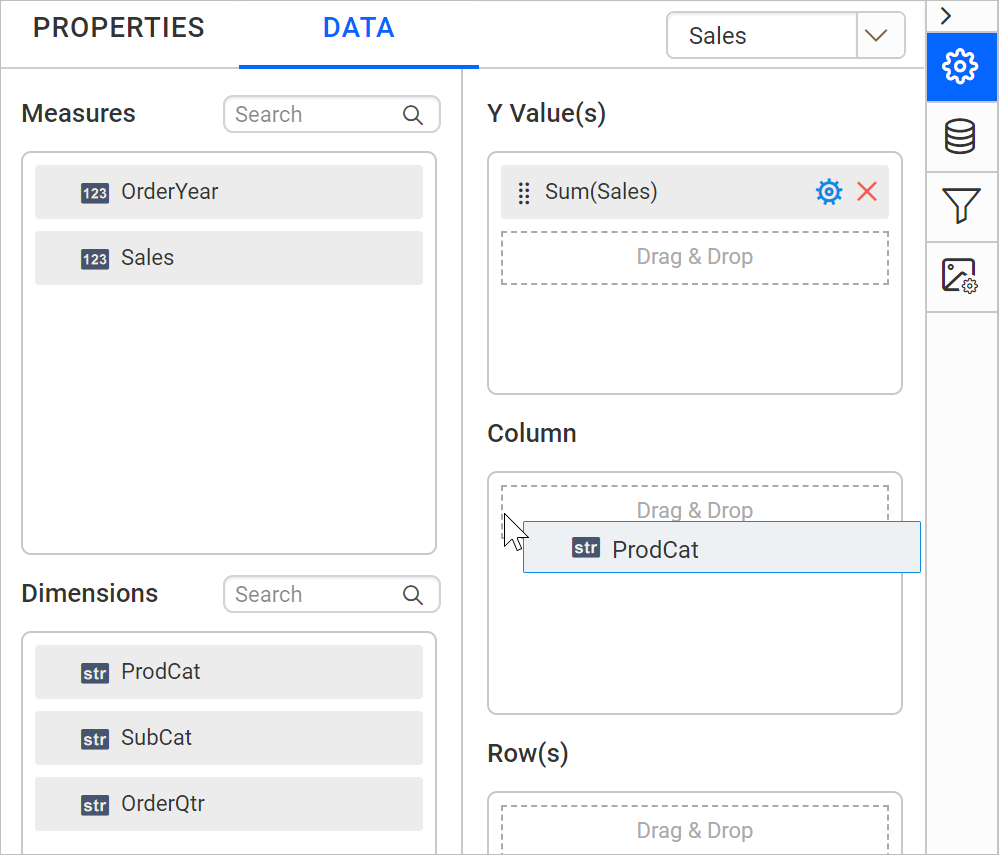 PROPERTIES
DATA
Sales
Measures
Search
123 OrderYear
123 Sales
Dimensions
Search
str ProdCat
str SubCat
str OrderQtr
Y Value(s)
Sum(Sales)
Drag & Drop
Column
Drag & Drop
str ProdCat
Row(s)
Drag & Drop